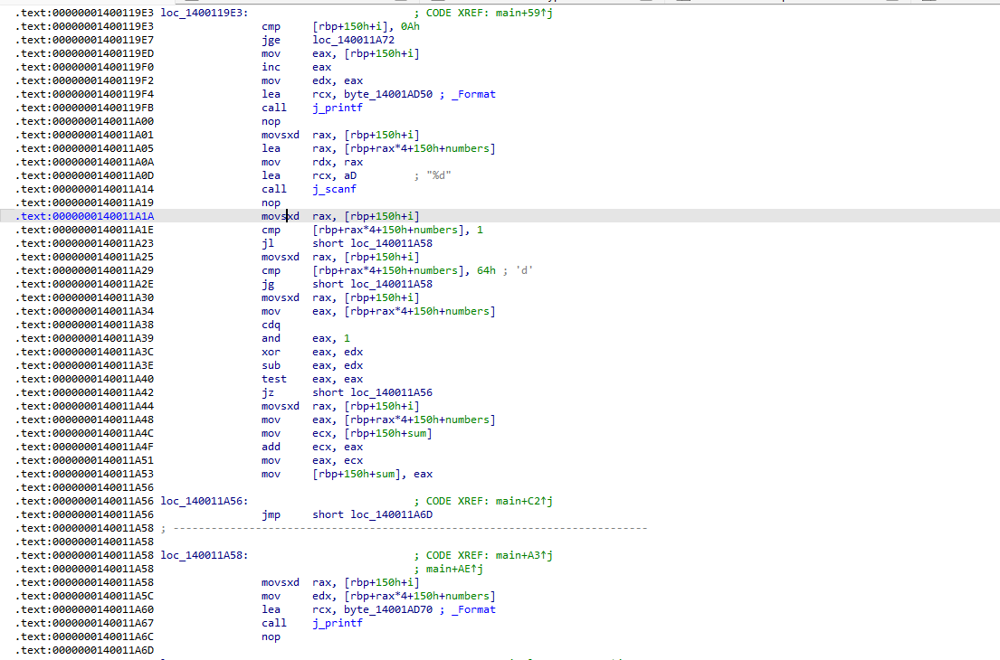 .text:00000001400119E3 loc_1400119E3: ; CODE XREF: main+59↑j
.text:00000001400119E3 cmp [rbp+150h+i], 0Ah
.text:00000001400119E7 jge loc_140011A72
.text:00000001400119ED mov eax, [rbp+150h+i]
.text:00000001400119F0 inc eax
.text:00000001400119F2 mov edx, eax
.text:00000001400119F4 lea rcx, byte_14001AD50 ; _Format
.text:00000001400119FB call j_printf
.text:0000000140011A00 nop
.text:0000000140011A01 movsxd rax, [rbp+150h+i]
.text:0000000140011A05 lea rax, [rbp+rax*4+150h+numbers]
.text:0000000140011A0A mov rdx, rax
.text:0000000140011A0D lea rcx, aD ; "%d"
.text:0000000140011A14 call j_scanf
.text:0000000140011A19 nop
.text:0000000140011A1A movsxd rax, [rbp+150h+i]
.text:0000000140011A1E cmp [rbp+rax*4+150h+numbers], 1
.text:0000000140011A23 jl short loc_140011A58
.text:0000000140011A25 movsxd rax, [rbp+150h+i]
.text:0000000140011A29 cmp [rbp+rax*4+150h+numbers], 64h ; 'd'
.text:0000000140011A2E jg short loc_140011A58
.text:0000000140011A30 movsxd rax, [rbp+150h+i]
.text:0000000140011A34 mov eax, [rbp+rax*4+150h+numbers]
.text:0000000140011A38 cdq
.text:0000000140011A39 and eax, 1
.text:0000000140011A3C xor eax, edx
.text:0000000140011A3E sub eax, edx
.text:0000000140011A40 test eax, eax
.text:0000000140011A42 jz short loc_140011A56
.text:0000000140011A44 movsxd rax, [rbp+150h+i]
.text:0000000140011A48 mov eax, [rbp+rax*4+150h+numbers]
.text:0000000140011A4C mov ecx, [rbp+150h+sum]
.text:0000000140011A4F add ecx, eax
.text:0000000140011A51 mov eax, ecx
.text:0000000140011A53 mov [rbp+150h+sum], eax
.text:0000000140011A56
.text:0000000140011A56 loc_140011A56: ; CODE XREF: main+C2↑j
.text:0000000140011A56 jmp short loc_140011A6D
.text:0000000140011A58 ; ---------------------------------------------------------------------------
.text:0000000140011A58
.text:0000000140011A58 loc_140011A58: ; CODE XREF: main+A3↑j
.text:0000000140011A58 ; main+AE↑j
.text:0000000140011A58 movsxd rax, [rbp+150h+i]
.text:0000000140011A5C mov edx, [rbp+rax*4+150h+numbers]
.text:0000000140011A60 lea rcx, byte_14001AD70 ; _Format
.text:0000000140011A67 call j_printf
.text:0000000140011A6C nop
.text:0000000140011A6D